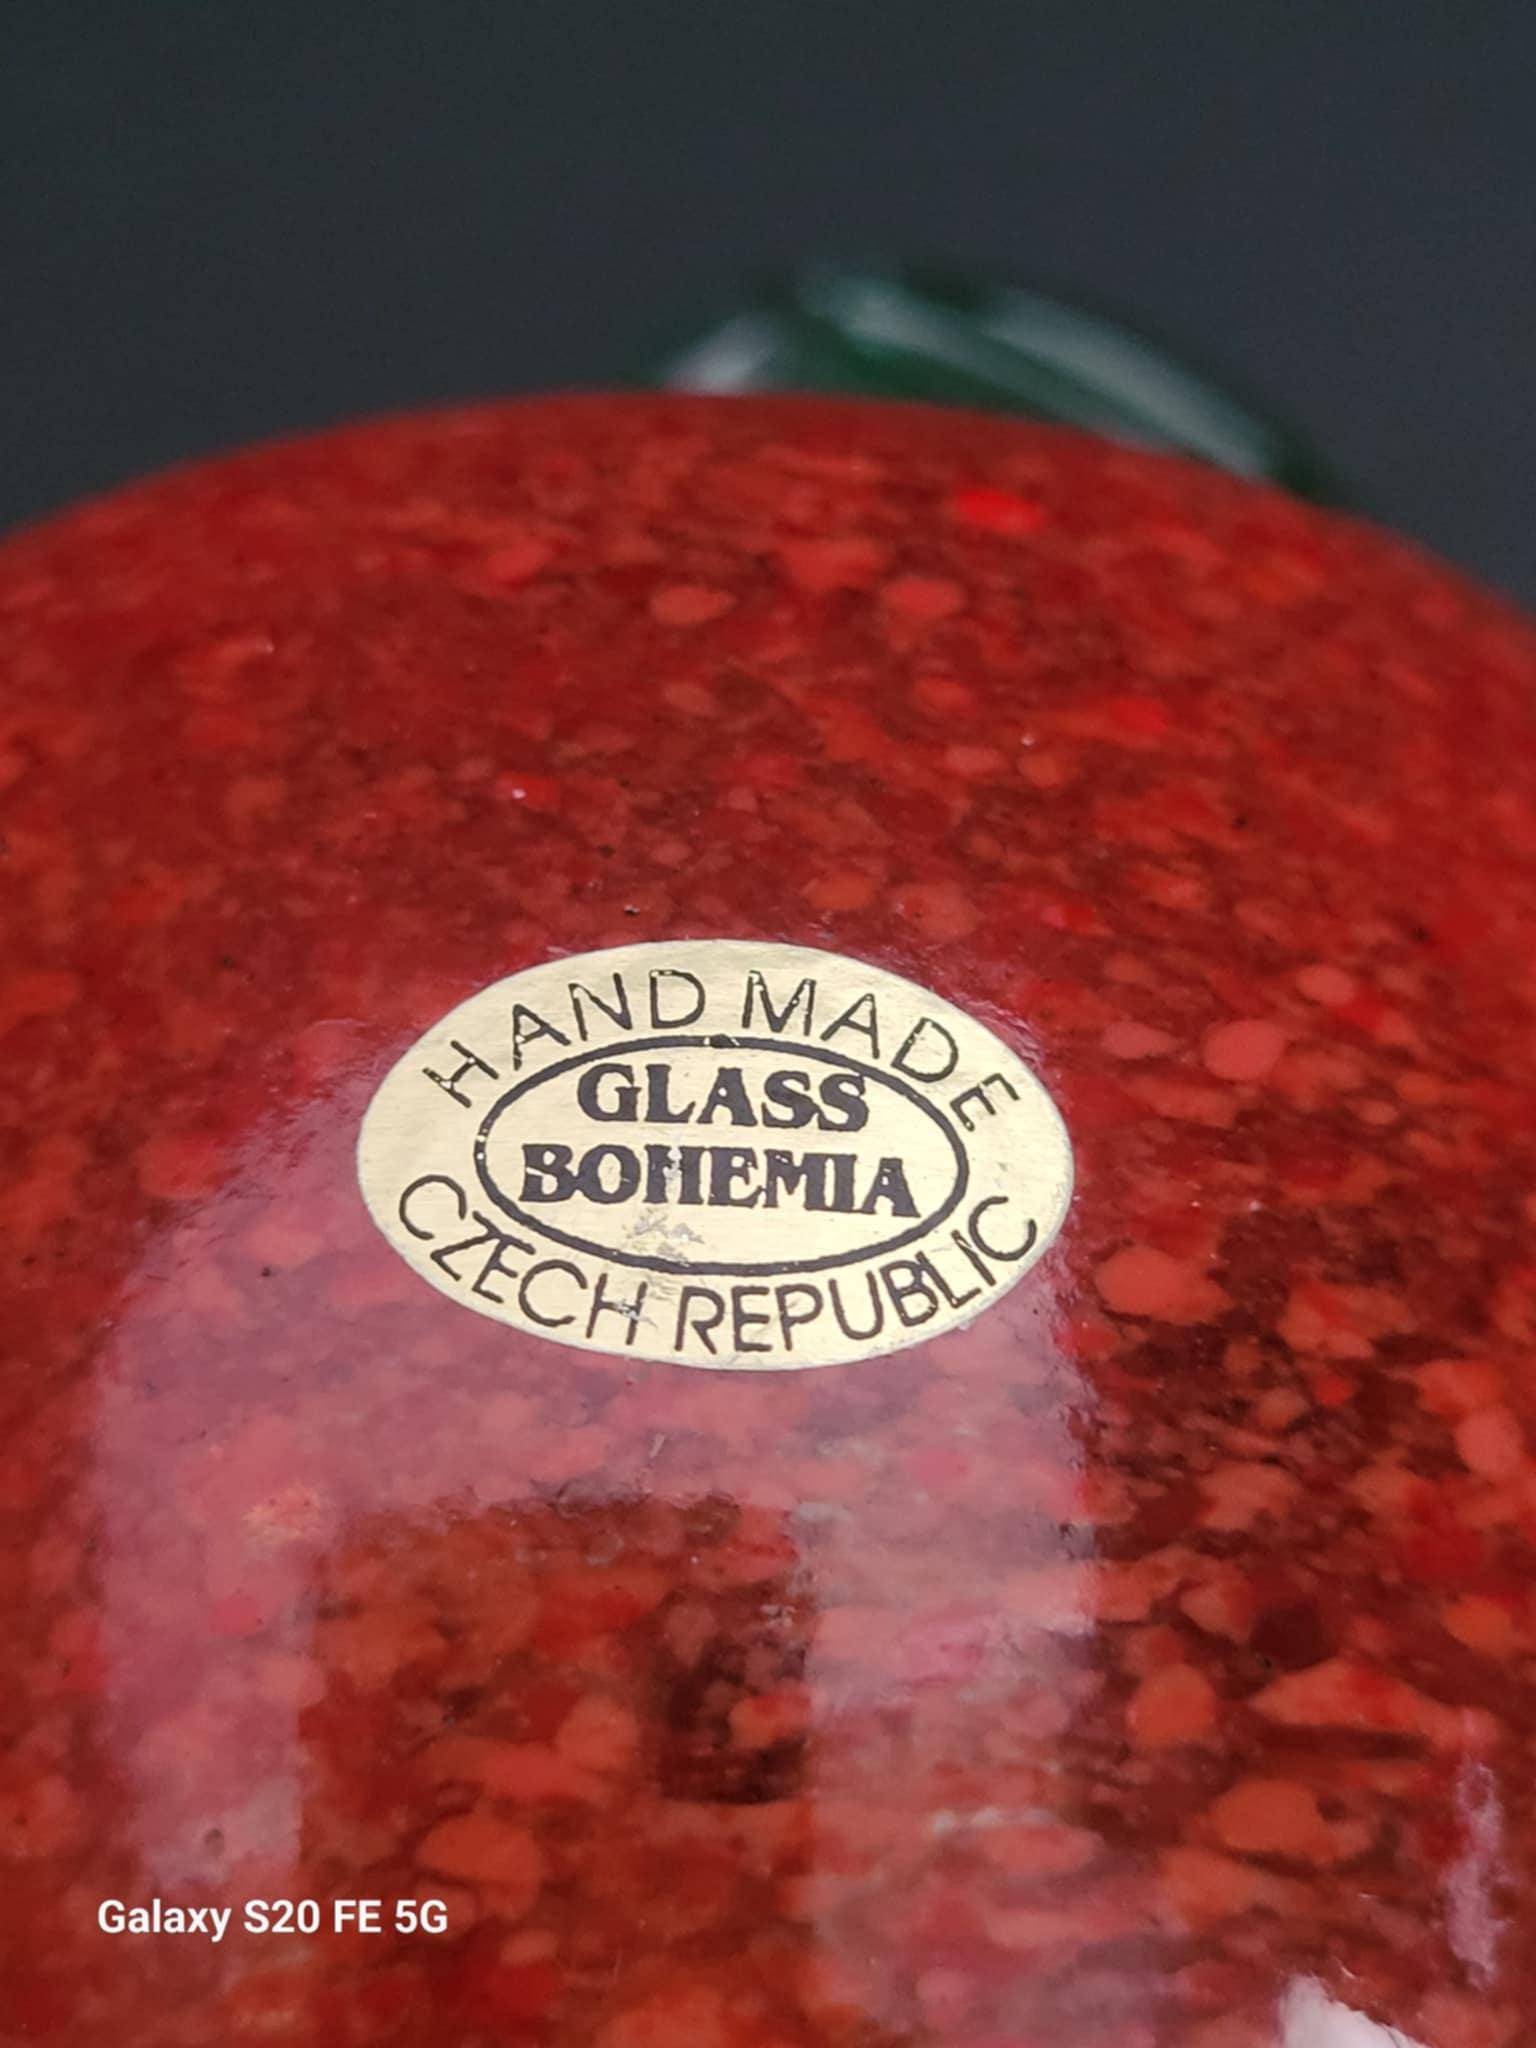 HAND MADE
GLASS
BOHEMIA
CZECH REPUBLIC
Galaxy S20 FE 5G